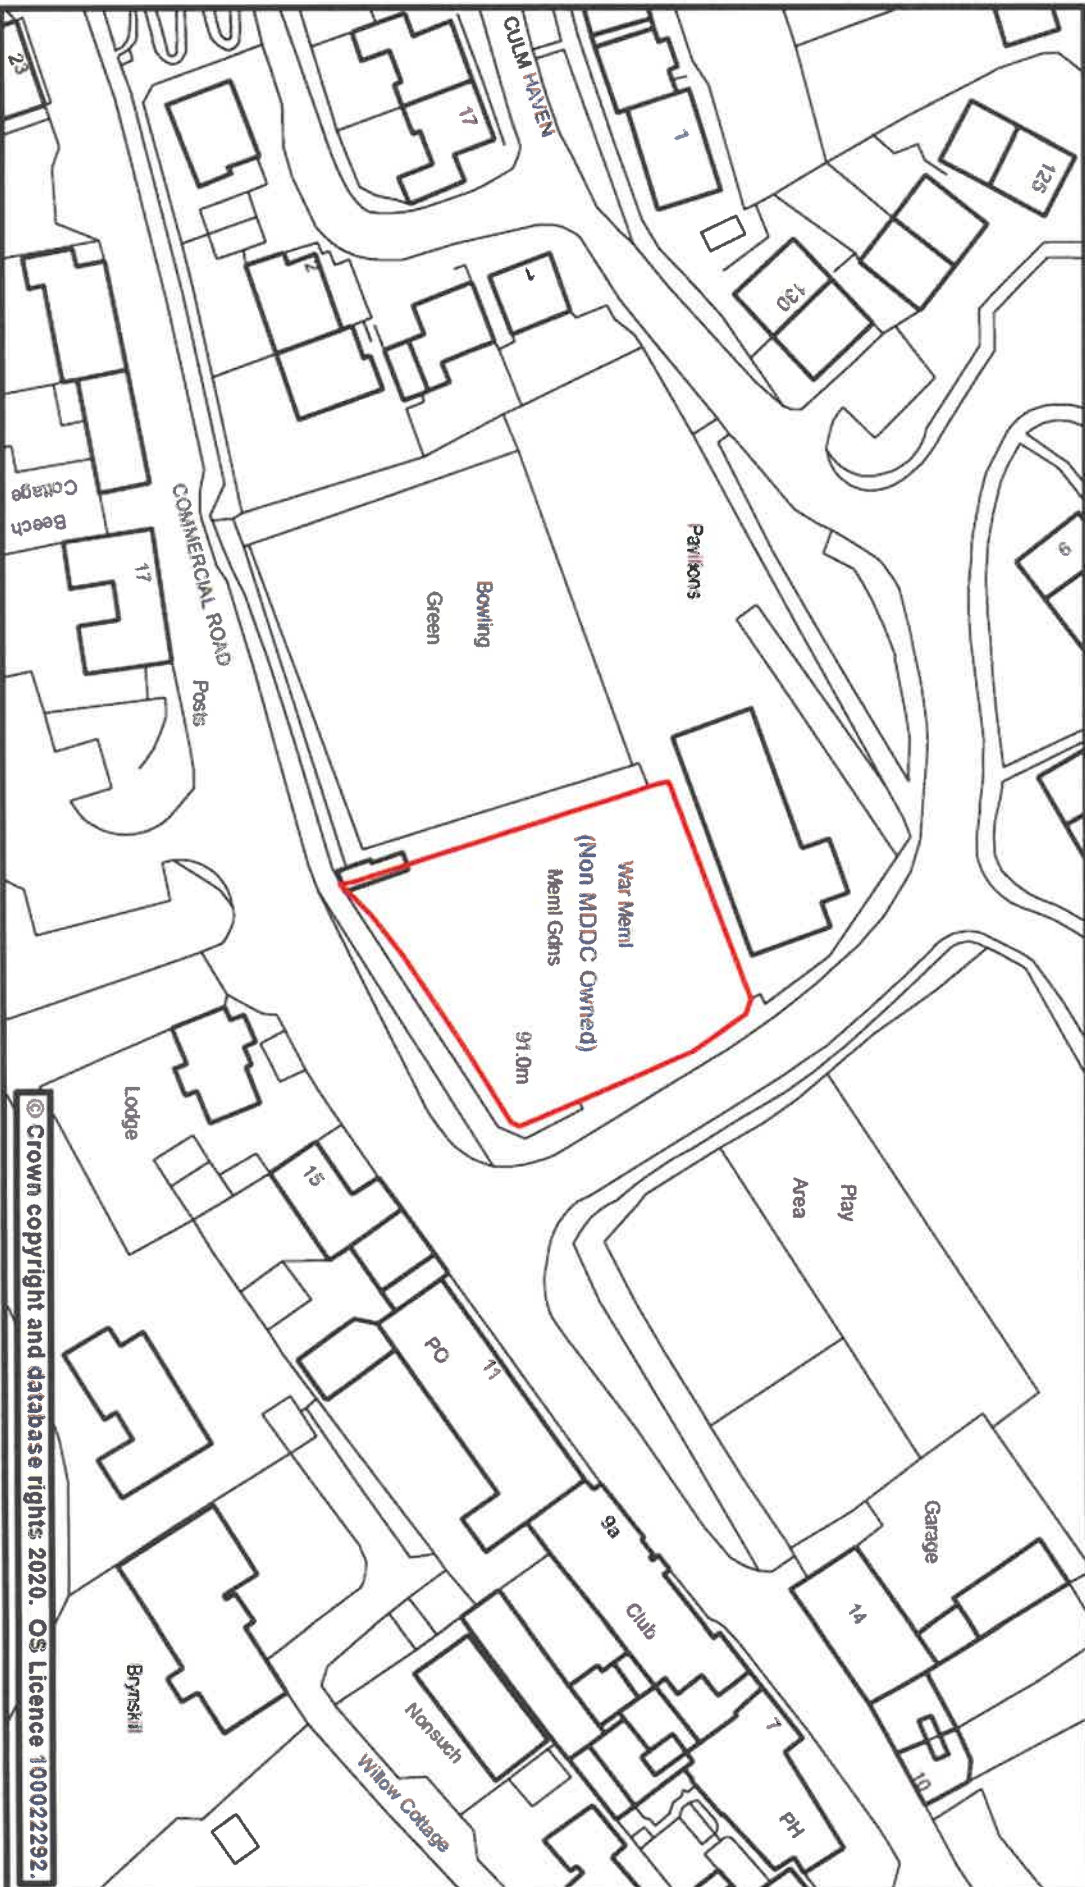 CULM HAVEN
23
17
1
125
130
1
2
9
Pavilions
Bowling
Green
COMMERCIAL ROAD
Posts
Beech
Cottage
17
War Meml
(Non MDDC Owned)
Meml Gdns
91.0m
Play
Area
Lodge
15
11
PO
Garage
14
10
9a
Club
7
PH
Nonsuch
Willow Cottage
Brynskil
© Crown copyright and database rights 2020. OS Licence 100022292.